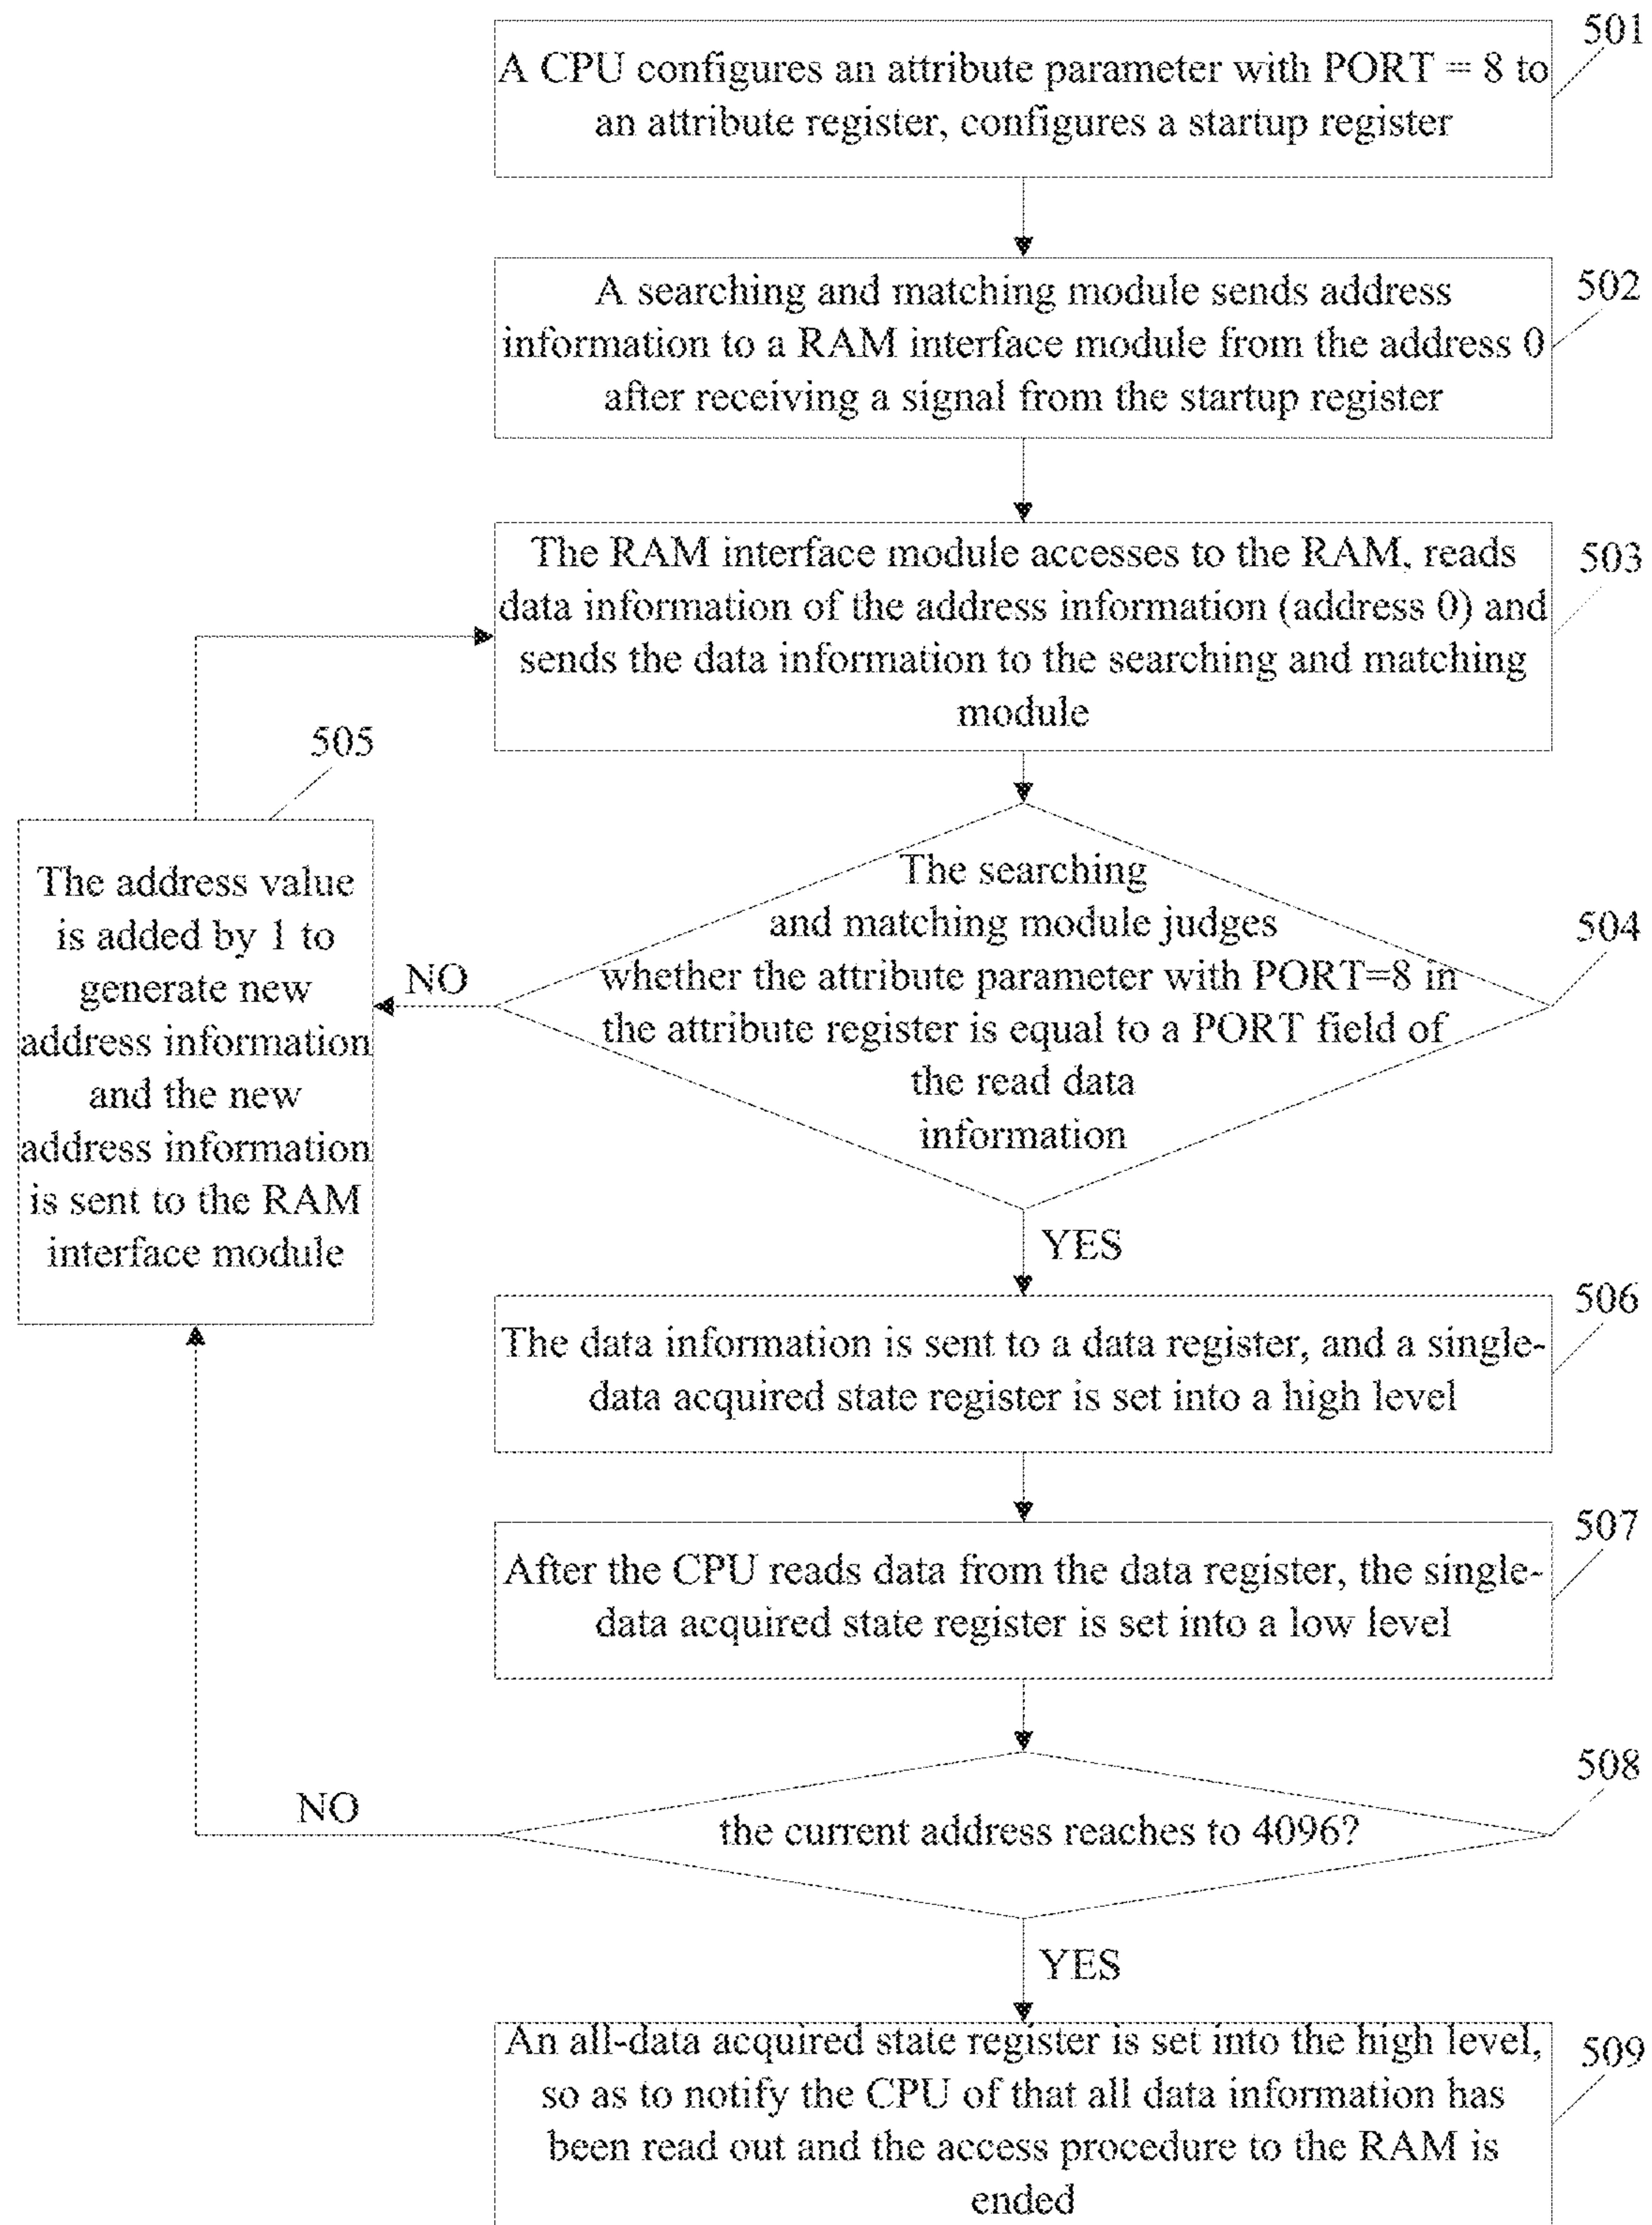 501
A CPU configures an attribute parameter with PORT = 8 to
an attribute register, configures a startup register
502
A searching and matching module sends address
information to a RAM interface module from the address 0
after receiving a signal from the startup register
503
The RAM interface module accesses to the RAM, reads
data information of the address information (address 0) and
sends the data information to the searching and matching
module
505
The address value
is added by 1 to
generate new
address information
and the new
address information
is sent to the RAM
interface module
NO
504
The searching
and matching module judges
whether the attribute parameter with PORT=8 in
the attribute register is equal to a PORT field of
the read data
information
YES
506
The data information is sent to a data register, and a single-
data acquired state register is set into a high level
507
After the CPU reads data from the data register, the single-
data acquired state register is set into a low level
508
NO
the current address reaches to 4096?
YES
509
An all-data acquired state register is set into the high level,
so as to notify the CPU of that all data information has
been read out and the access procedure to the RAM is
ended